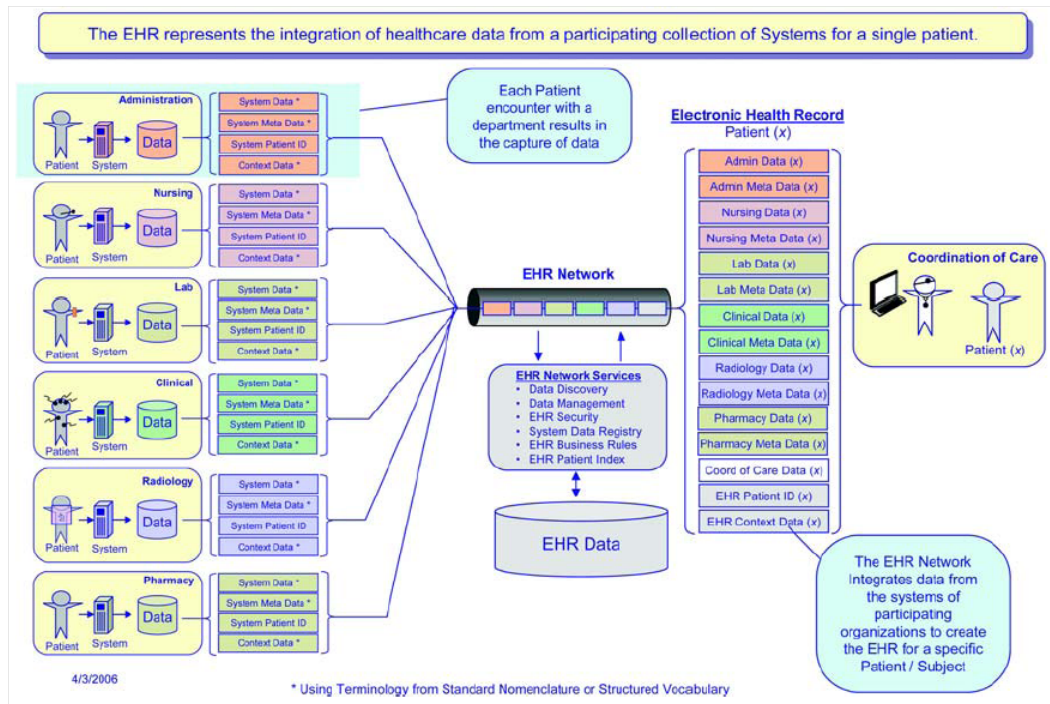 The EHR represents the integration of healthcare data from a participating collection of Systems for a single patient.
Administration
Patient
System
Data
System Data *
System Meta Data *
System Patient ID
Context Data *
Each Patient
encounter with a
department results in
the capture of data
Nursing
Patient
System
Data
System Data *
System Meta Data *
System Patient ID
Context Data *
Lab
Patient
System
Data
System Data *
System Meta Data *
System Patient ID
Context Data *
Clinical
Patient
System
Data
System Data *
System Meta Data *
System Patient ID
Context Data *
Radiology
Patient
System
Data
System Data *
System Meta Data *
System Patient ID
Context Data *
Pharmacy
Patient
System
Data
System Data *
System Meta Data *
System Patient ID
Context Data *
EHR Network
EHR Network Services
• Data Discovery
• Data Management
• EHR Security
• System Data Registry
• EHR Business Rules
• EHR Patient Index
EHR Data
Electronic Health Record
Patient (x)
Admin Data (x)
Admin Meta Data (x)
Nursing Data (x)
Nursing Meta Data (x)
Lab Data (x)
Lab Meta Data (x)
Clinical Data (x)
Clinical Meta Data (x)
Radiology Data (x)
Radiology Meta Data (x)
Pharmacy Data (x)
Pharmacy Meta Data (x)
Coord of Care Data (x)
EHR Patient ID (x)
EHR Context Data (x)
Coordination of Care
Patient (x)
The EHR Network
Integrates data from
the systems of
participating
organizations to create
the EHR for a specific
Patient / Subject
4/3/2006
* Using Terminology from Standard Nomenclature or Structured Vocabulary